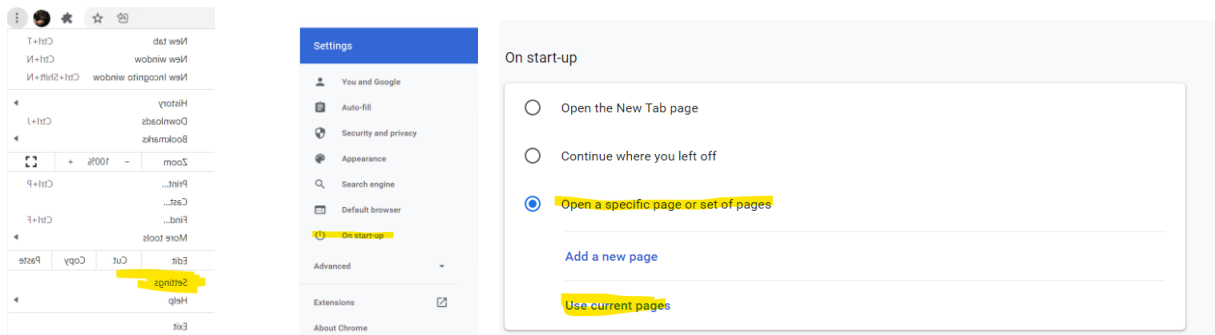 New tab Ctrl+T
New window Ctrl+N
New Incognito window Ctrl+Shift+N
History
Downloads Ctrl+J
Bookmarks
Zoom - 100% +
Print... Ctrl+P
Cast...
Find... Ctrl+F
More tools
Edit Cut Copy Paste
Settings
Help
Exit
Settings
You and Google
Auto-fill
Security and privacy
Appearance
Search engine
Default browser
On start-up
Advanced
Extensions
About Chrome
On start-up
Open the New Tab page
Continue where you left off
Open a specific page or set of pages
Add a new page
Use current pages